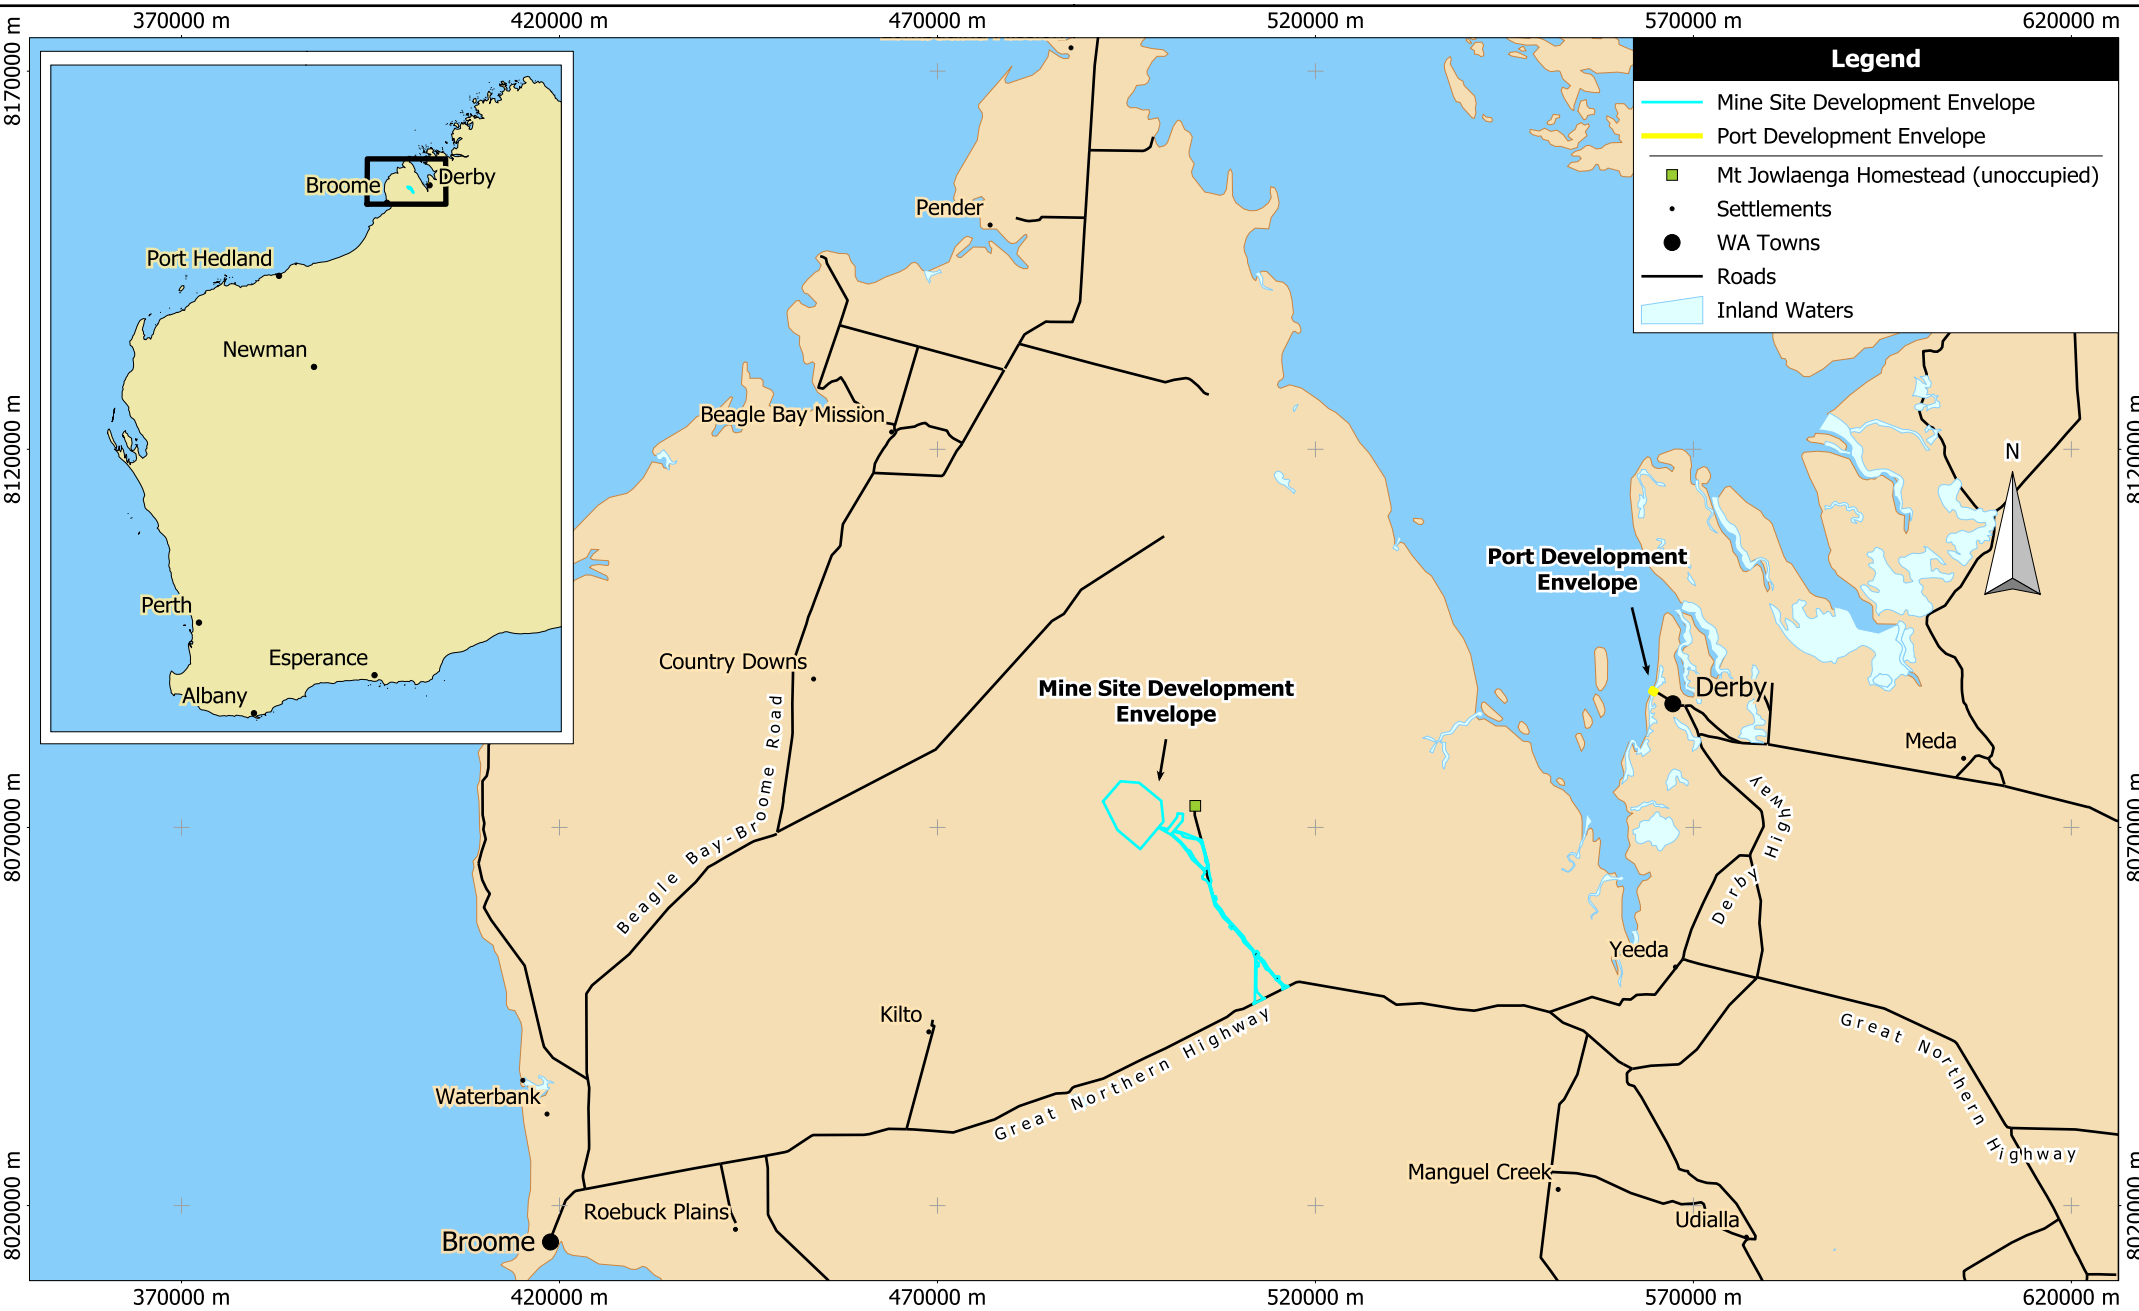 370000 m
420000 m
470000 m
520000 m
570000 m
620000 m
8170000 m
8120000 m
8070000 m
8020000 m
Broome
Derby
Port Hedland
Newman
Perth
Esperance
Albany
Legend
Mine Site Development Envelope
Port Development Envelope
Mt Jowlaenga Homestead (unoccupied)
Settlements
WA Towns
Roads
Inland Waters
Pender
Beagle Bay Mission
N
8120000 m
Port Development
Envelope
Country Downs
Mine Site Development
Envelope
Derby
Meda
Beagle Bay-Broome Road
Derby Highway
8070000 m
Yeeda
Kilto
Great Northern Highway
Great Northern Highway
Waterbank
Manguel Creek
Roebuck Plains
Udialla
Broome
8020000 m
370000 m
420000 m
470000 m
520000 m
570000 m
620000 m